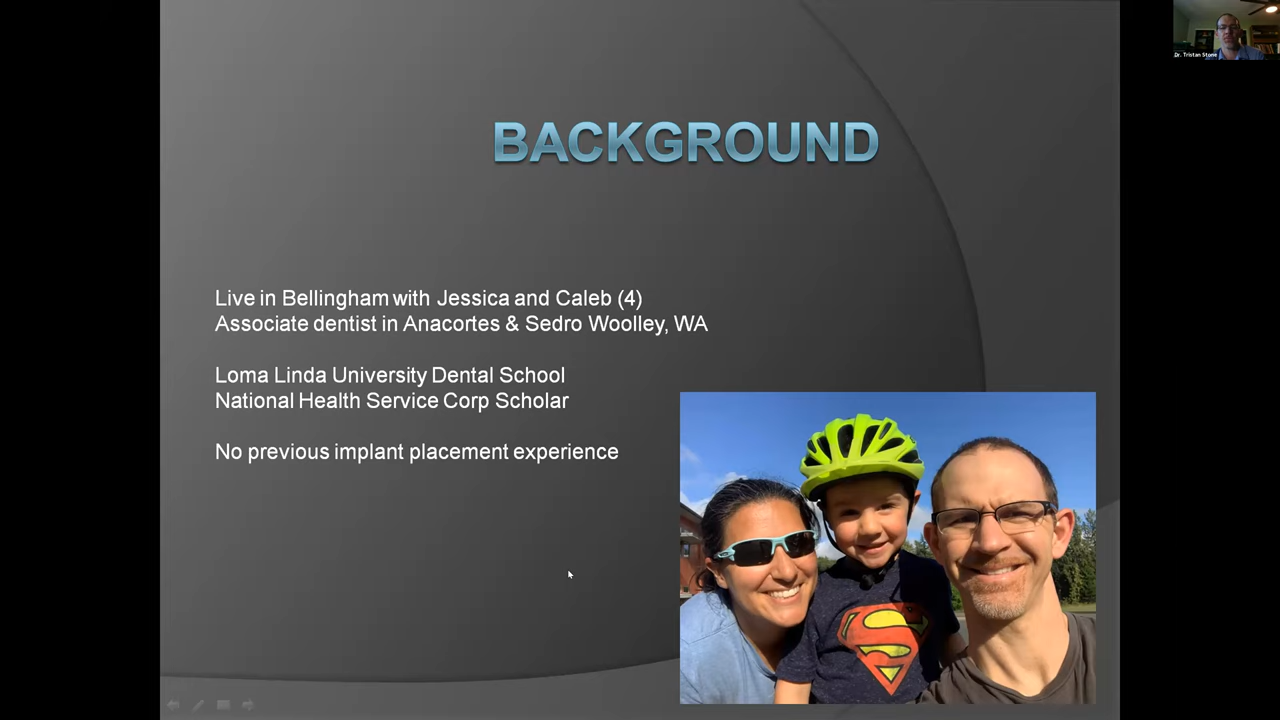 Dr. Tristan Stone
BACKGROUND
Live in Bellingham with Jessica and Caleb (4)
Associate dentist in Anacortes & Sedro Woolley, WA
Loma Linda University Dental School
National Health Service Corp Scholar
No previous implant placement experience